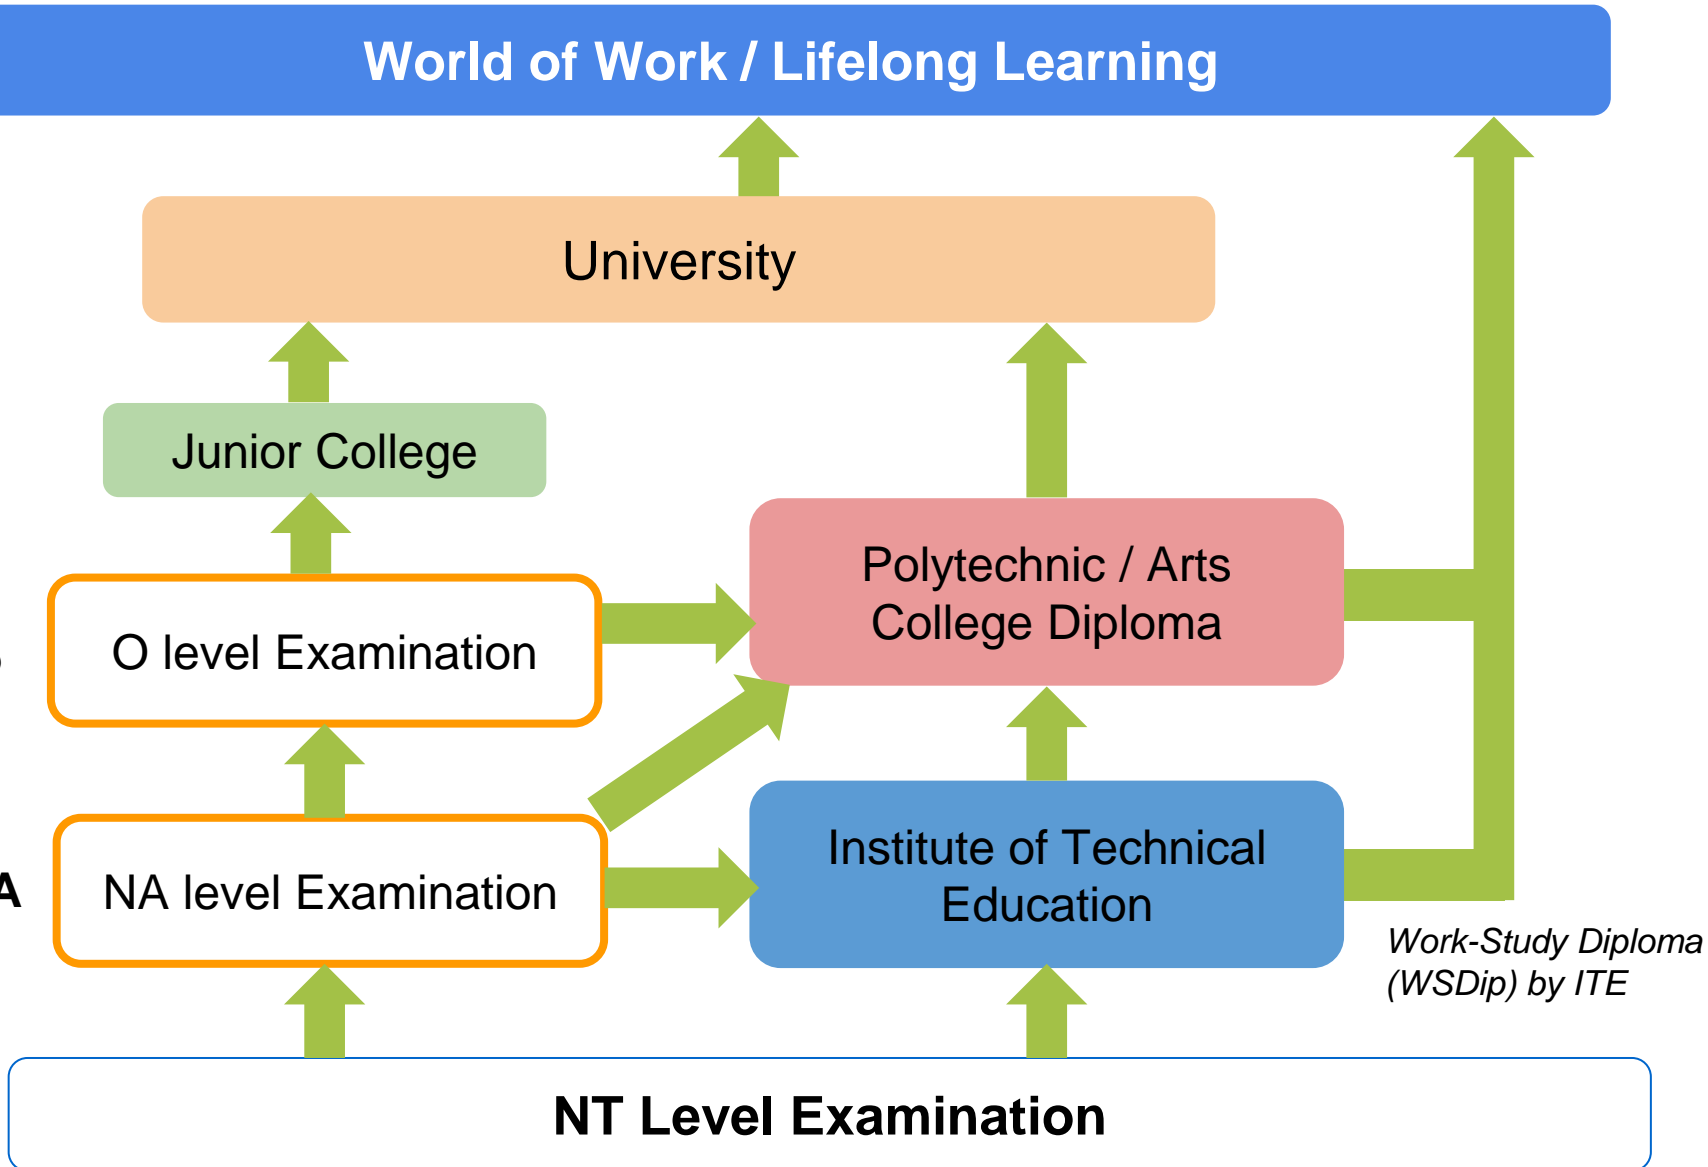 World of Work / Lifelong Learning
University
Junior College
Polytechnic / Arts
College Diploma
O level Examination
NA level Examination
A
Institute of Technical
Education
Work-Study Diploma
(WSDip) by ITE
NT Level Examination